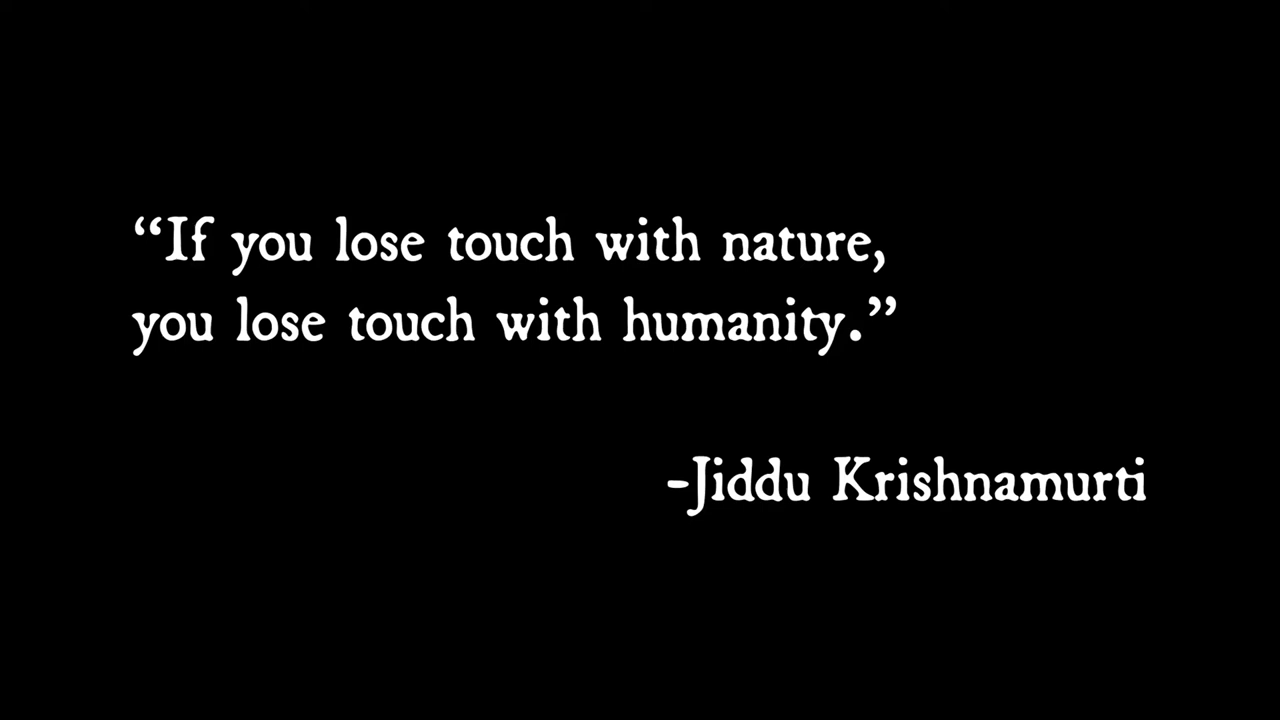 “If you lose touch with nature,
you lose touch with humanity.”
-Jiddu Krishnamurti